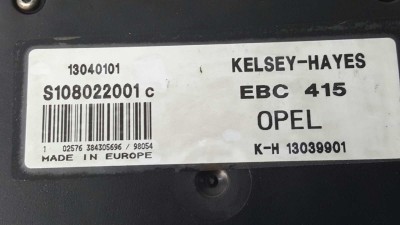 13040101
S108022001 c
1 02576 384305696 / 98054
MADE IN EUROPE
KELSEY-HAYES
EBC 415
OPEL
K-H 13039901